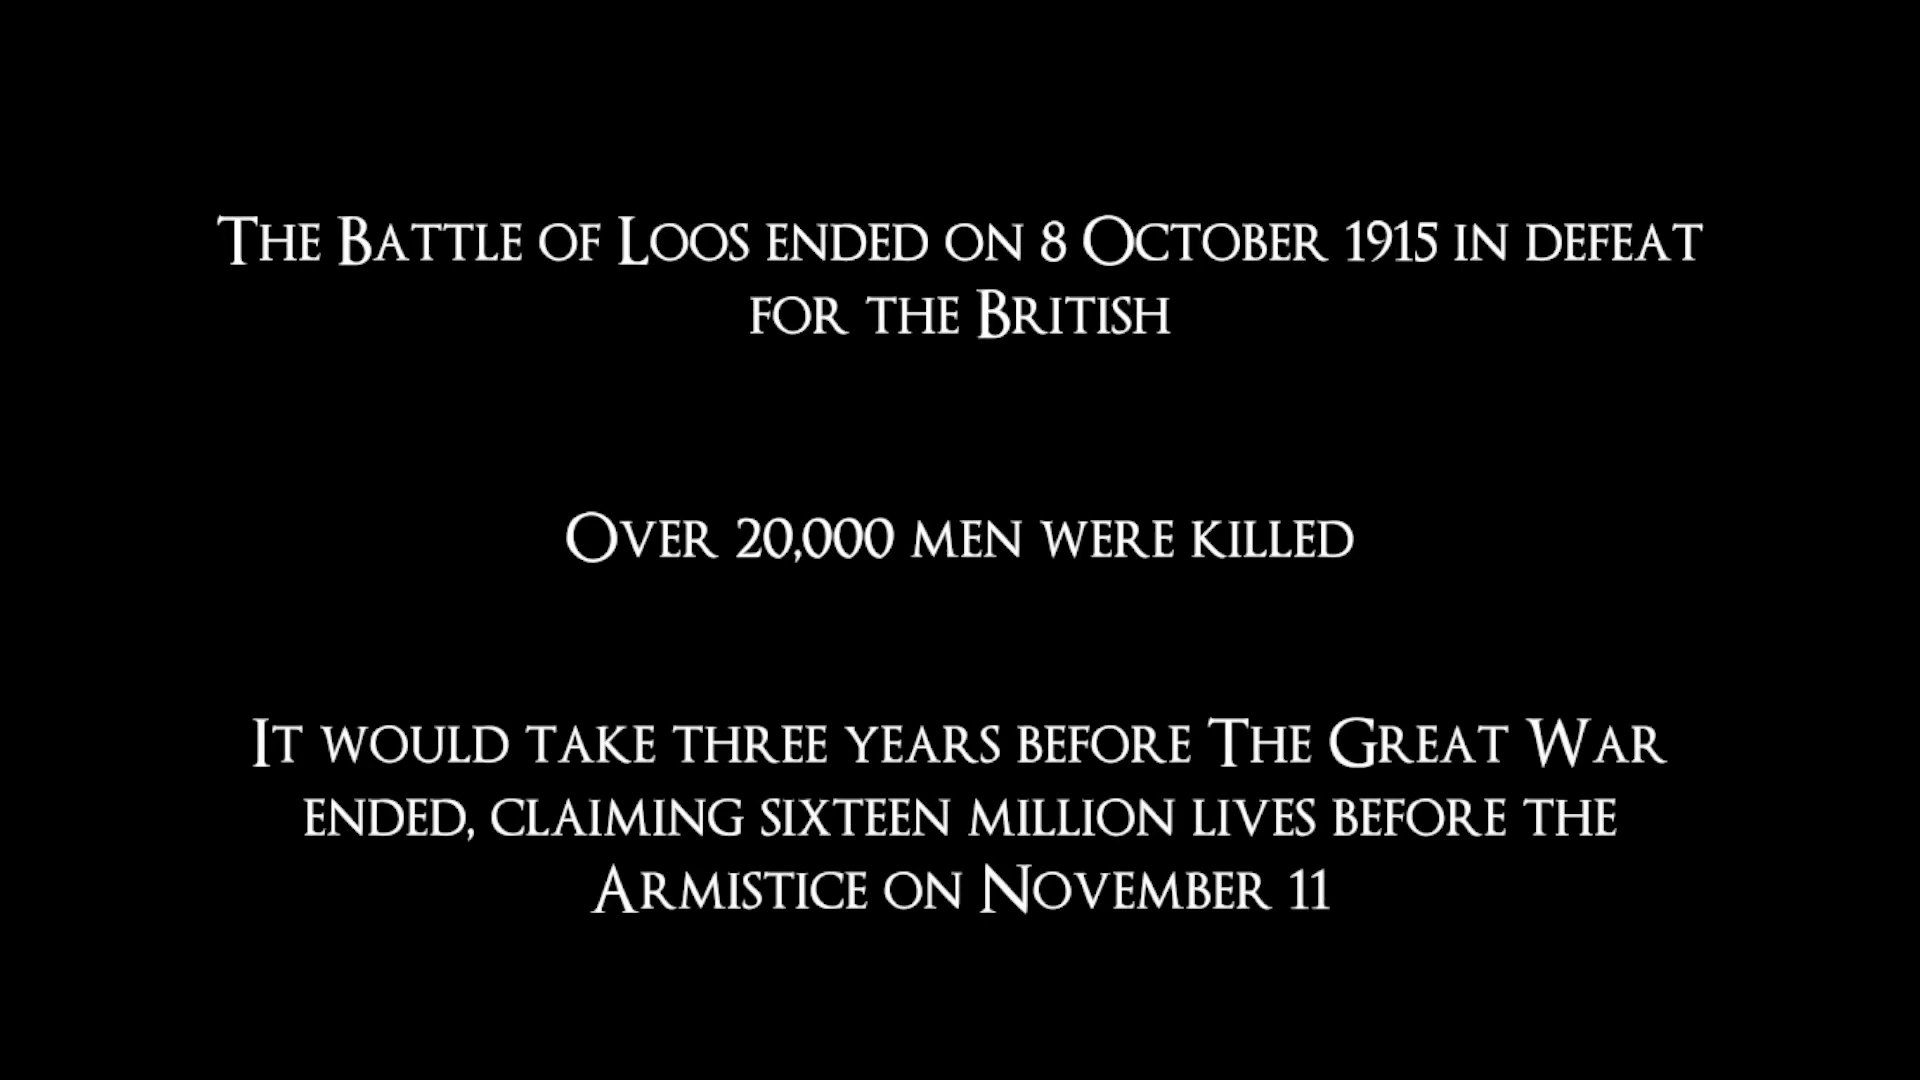 The Battle of Loos ended on 8 October 1915 in defeat
for the British
Over 20,000 men were killed
It would take three years before The Great War
ended, claiming sixteen million lives before the
Armistice on November 11